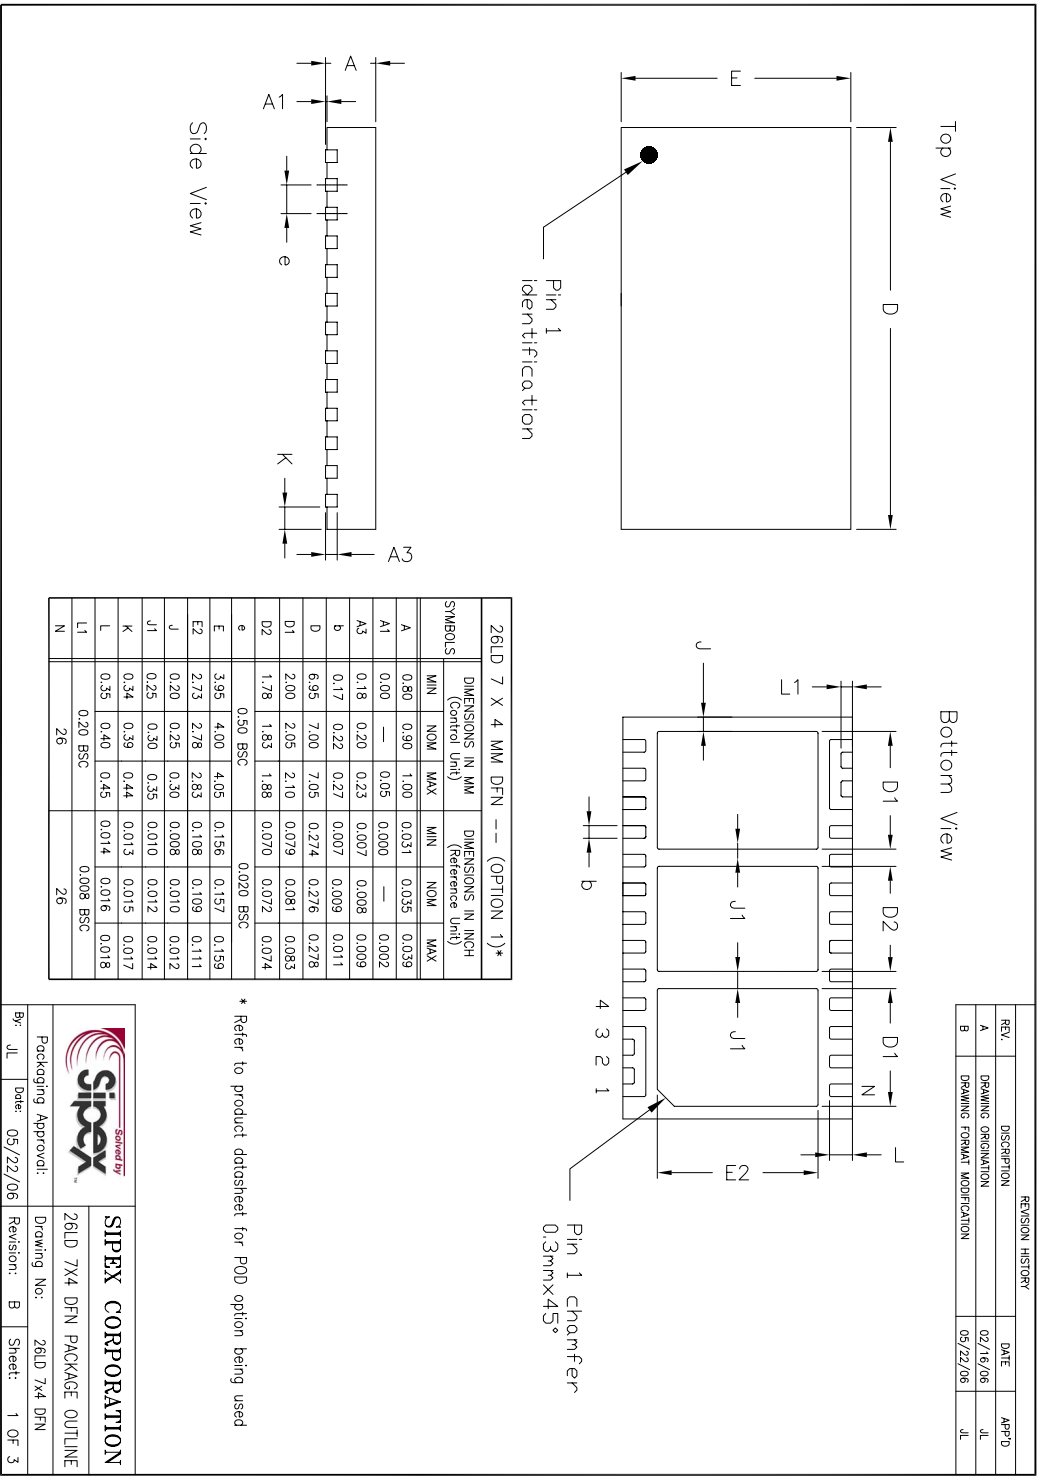 REVISION HISTORY
REV. DISCRIPTION DATE APP'D
A DRAWING ORIGINATION 02/16/06 JL
B DRAWING FORMAT MODIFICATION 05/22/06 JL
Top View
D
E
Pin 1
identification
Bottom View
D1 D2 D1
N
L
L1
J
J1 J1
E2
b
4 3 2 1
Pin 1 chamfer
0.3mmx45°
Side View
A
A1
e
K
A3
26LD 7 X 4 MM DFN -- (OPTION 1)*
SYMBOLS DIMENSIONS IN MM (Control Unit) DIMENSIONS IN INCH (Reference Unit)
MIN NOM MAX MIN NOM MAX
A 0.80 0.90 1.00 0.031 0.035 0.039
A1 0.00 — 0.05 0.000 — 0.002
A3 0.18 0.20 0.23 0.007 0.008 0.009
b 0.17 0.22 0.27 0.007 0.009 0.011
D 6.95 7.00 7.05 0.274 0.276 0.278
D1 2.00 2.05 2.10 0.079 0.081 0.083
D2 1.78 1.83 1.88 0.070 0.072 0.074
e 0.50 BSC 0.020 BSC
E 3.95 4.00 4.05 0.156 0.157 0.159
E2 2.73 2.78 2.83 0.108 0.109 0.111
J 0.20 0.25 0.30 0.008 0.010 0.012
J1 0.25 0.30 0.35 0.010 0.012 0.014
K 0.34 0.39 0.44 0.013 0.015 0.017
L 0.35 0.40 0.45 0.014 0.016 0.018
L1 0.20 BSC 0.008 BSC
N 26 26
* Refer to product datasheet for POD option being used
Solved by
Sipex™
SIPEX CORPORATION
26LD 7X4 DFN PACKAGE OUTLINE
Packaging Approval: Drawing No: 26LD 7x4 DFN
By: JL Date: 05/22/06 Revision: B Sheet: 1 OF 3